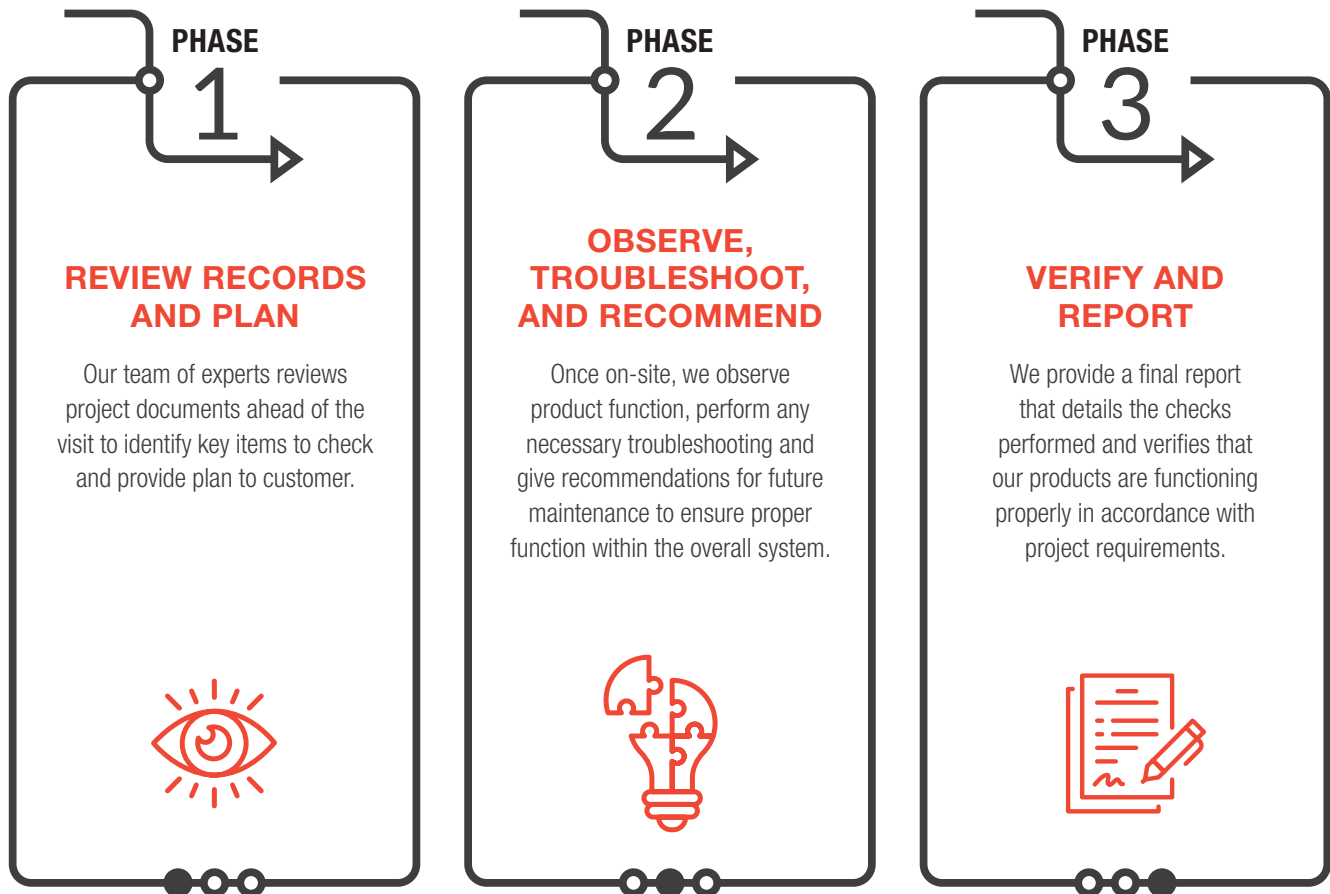 PHASE
1
REVIEW RECORDS
AND PLAN
Our team of experts reviews
project documents ahead of the
visit to identify key items to check
and provide plan to customer.
PHASE
2
OBSERVE,
TROUBLESHOOT,
AND RECOMMEND
Once on-site, we observe
product function, perform any
necessary troubleshooting and
give recommendations for future
maintenance to ensure proper
function within the overall system.
PHASE
3
VERIFY AND
REPORT
We provide a final report
that details the checks
performed and verifies that
our products are functioning
properly in accordance with
project requirements.